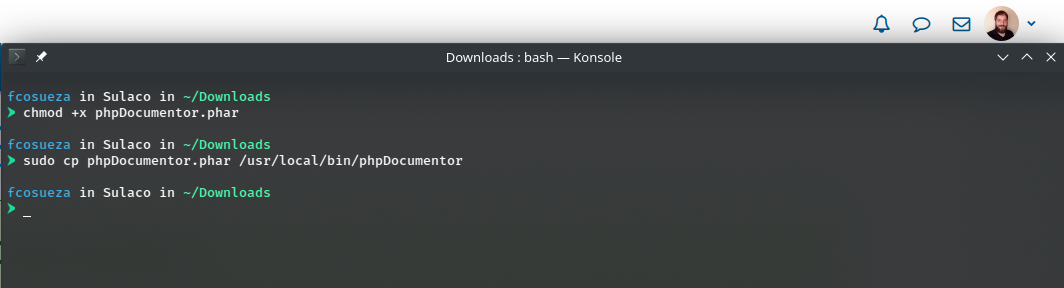 Downloads : bash — Konsole
fcosueza in Sulaco in ~/Downloads
❯ chmod +x phpDocumentor.phar
fcosueza in Sulaco in ~/Downloads
❯ sudo cp phpDocumentor.phar /usr/local/bin/phpDocumentor
fcosueza in Sulaco in ~/Downloads
❯ _